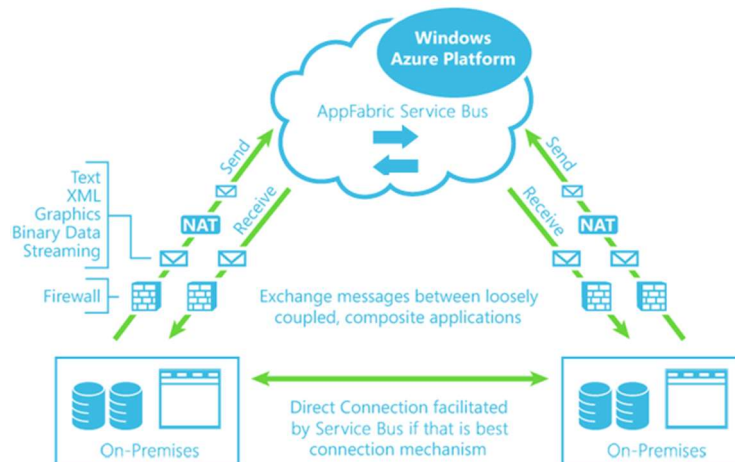 Windows
Azure Platform
AppFabric Service Bus
Send
Receive
NAT
Text
XML
Graphics
Binary Data
Streaming
Firewall
Send
Receive
NAT
Exchange messages between loosely
coupled, composite applications
On-Premises
Direct Connection facilitated
by Service Bus if that is best
connection mechanism
On-Premises